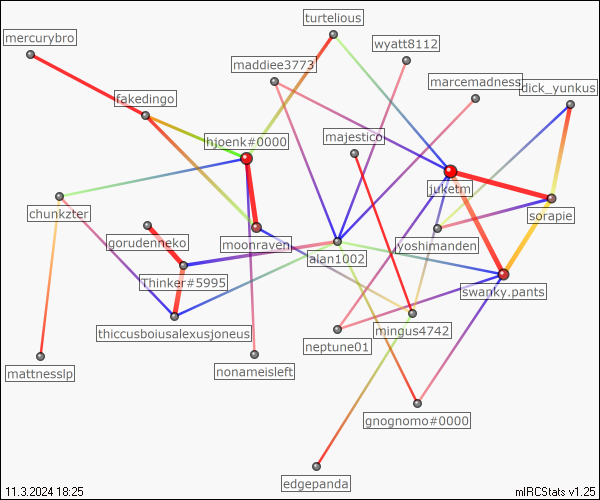 turtelious
mercurybro
wyatt8112
maddiee3773
marcemadness
dick_yunkus
fakedingo
hjoenk#0000
majestico
juketm
chunkzter
sorapie
gorudenneko
moonraven
yoshimanden
alan1002
Thinker#5995
swanky.pants
thiccusboiusalexusjoneus
mingus4742
neptune01
mattnesslp
nonameisleft
gnognomo#0000
edgepanda
11.3.2024 18:25
mIRCStats v1.25